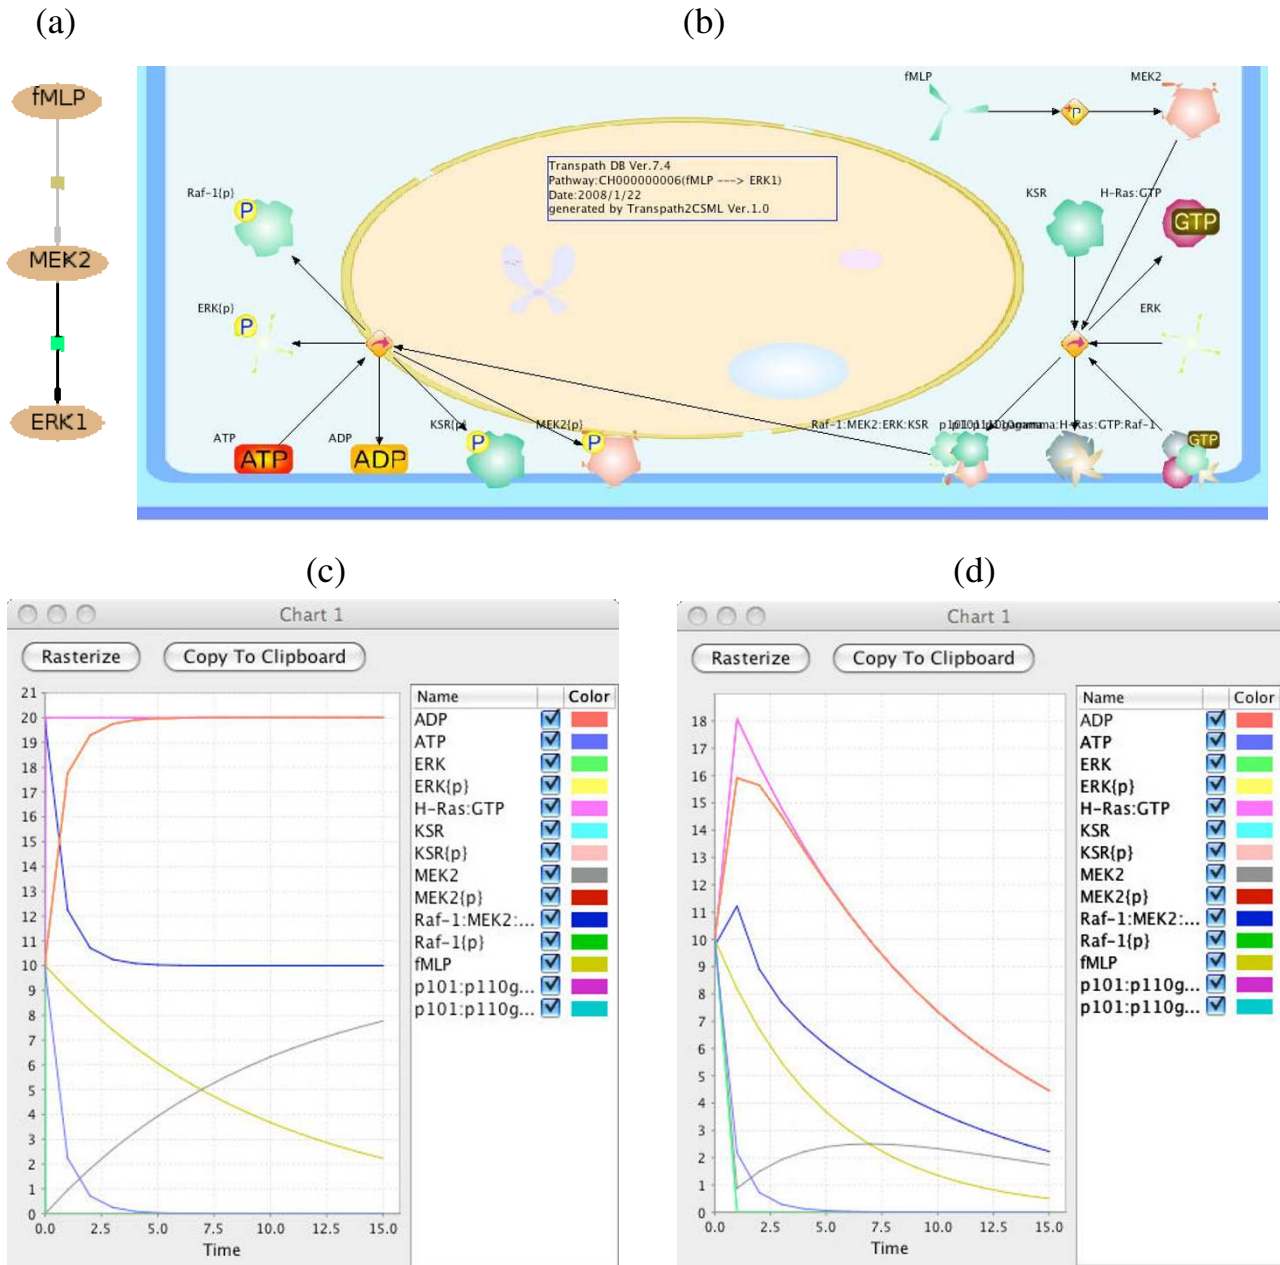 (a)
(b)
fMLP
MEK2
ERK1
fMLP
MEK2
P
Transpath DB Ver.7.4
Pathway:CH000000006(fMLP ---> ERK1)
Date:2008/1/22
generated by Transpath2CSML Ver.1.0
Raf-1{p}
P
KSR
H-Ras:GTP
GTP
ERK{p}
P
ERK
ATP
ATP
ADP
ADP
KSR{p}
P
MEK2{p}
P
Raf-1:MEK2:ERK:KSR
H-Ras:GTP:Raf-1
GTP
(c)
(d)
Chart 1
Rasterize
Copy To Clipboard
21
20
19
18
17
16
15
14
13
12
11
10
9
8
7
6
5
4
3
2
1
0
0.0 2.5 5.0 7.5 10.0 12.5 15.0
Time
Name Color
ADP
ATP
ERK
ERK{p}
H-Ras:GTP
KSR
KSR{p}
MEK2
MEK2{p}
Raf-1:MEK2:...
Raf-1{p}
fMLP
p101:p110g...
p101:p110g...
Chart 1
Rasterize
Copy To Clipboard
18
17
16
15
14
13
12
11
10
9
8
7
6
5
4
3
2
1
0
0.0 2.5 5.0 7.5 10.0 12.5 15.0
Time
Name Color
ADP
ATP
ERK
ERK{p}
H-Ras:GTP
KSR
KSR{p}
MEK2
MEK2{p}
Raf-1:MEK2:...
Raf-1{p}
fMLP
p101:p110g...
p101:p110g...